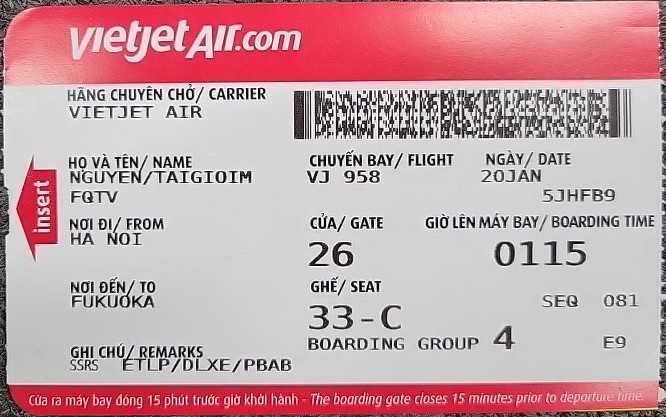 vietjetAir.com
HÃNG CHUYÊN CHỞ/ CARRIER
VIETJET AIR
HỌ VÀ TÊN/ NAME
NGUYEN/TAIGIOIM
FQTV
CHUYẾN BAY/ FLIGHT
VJ 958
NGÀY/ DATE
20JAN
5JHFB9
insert
NƠI ĐI/ FROM
HA NOI
CỬA/ GATE
26
GIỜ LÊN MÁY BAY/ BOARDING TIME
0115
NƠI ĐẾN/ TO
FUKUOKA
GHẾ/ SEAT
33-C
SEQ 081
BOARDING GROUP 4
E9
GHI CHÚ/ REMARKS
SSRS ETLP/DLXE/PBAB
Cửa ra máy bay đóng 15 phút trước giờ khởi hành - The boarding gate closes 15 minutes prior to departure time.